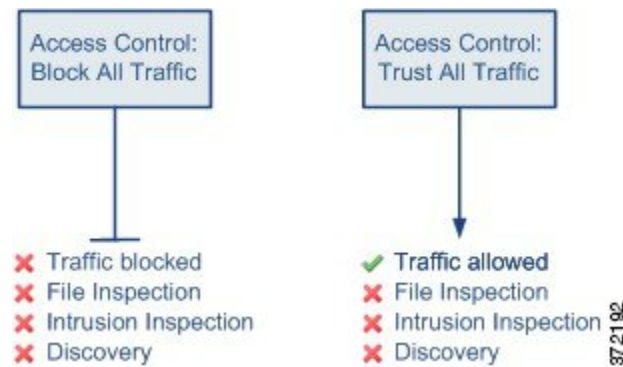 Access Control:
Block All Traffic
Traffic blocked
File Inspection
Intrusion Inspection
Discovery
Access Control:
Trust All Traffic
Traffic allowed
File Inspection
Intrusion Inspection
Discovery
372192